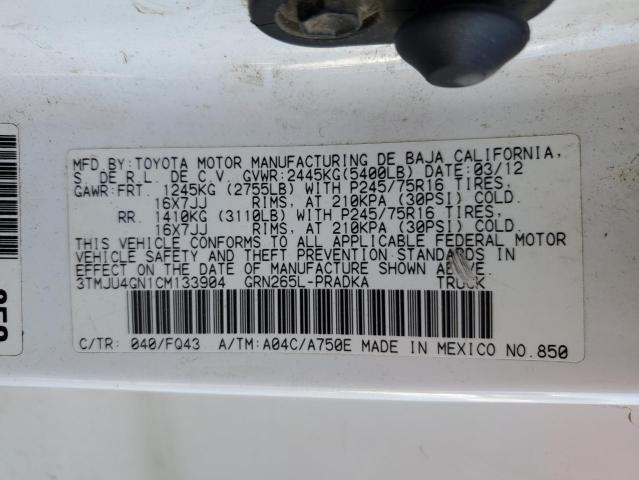 MFD.BY:TOYOTA MOTOR MANUFACTURING DE BAJA CALIFORNIA,
S. DE R.L. DE C.V. GVWR:2445KG(5400LB) DATE:03/12
GAWR:FRT. 1245KG (2755LB) WITH P245/75R16 TIRES,
16X7JJ RIMS, AT 210KPA (30PSI) COLD.
RR. 1410KG (3110LB) WITH P245/75R16 TIRES,
16X7JJ RIMS, AT 210KPA (30PSI) COLD.
THIS VEHICLE CONFORMS TO ALL APPLICABLE FEDERAL MOTOR
VEHICLE SAFETY AND THEFT PREVENTION STANDARDS IN
EFFECT ON THE DATE OF MANUFACTURE SHOWN ABOVE.
3TMJU4GN1CM133904 GRN265L-PRADKA TRUCK
C/TR: 040/FQ43 A/TM:A04C/A750E MADE IN MEXICO NO.850